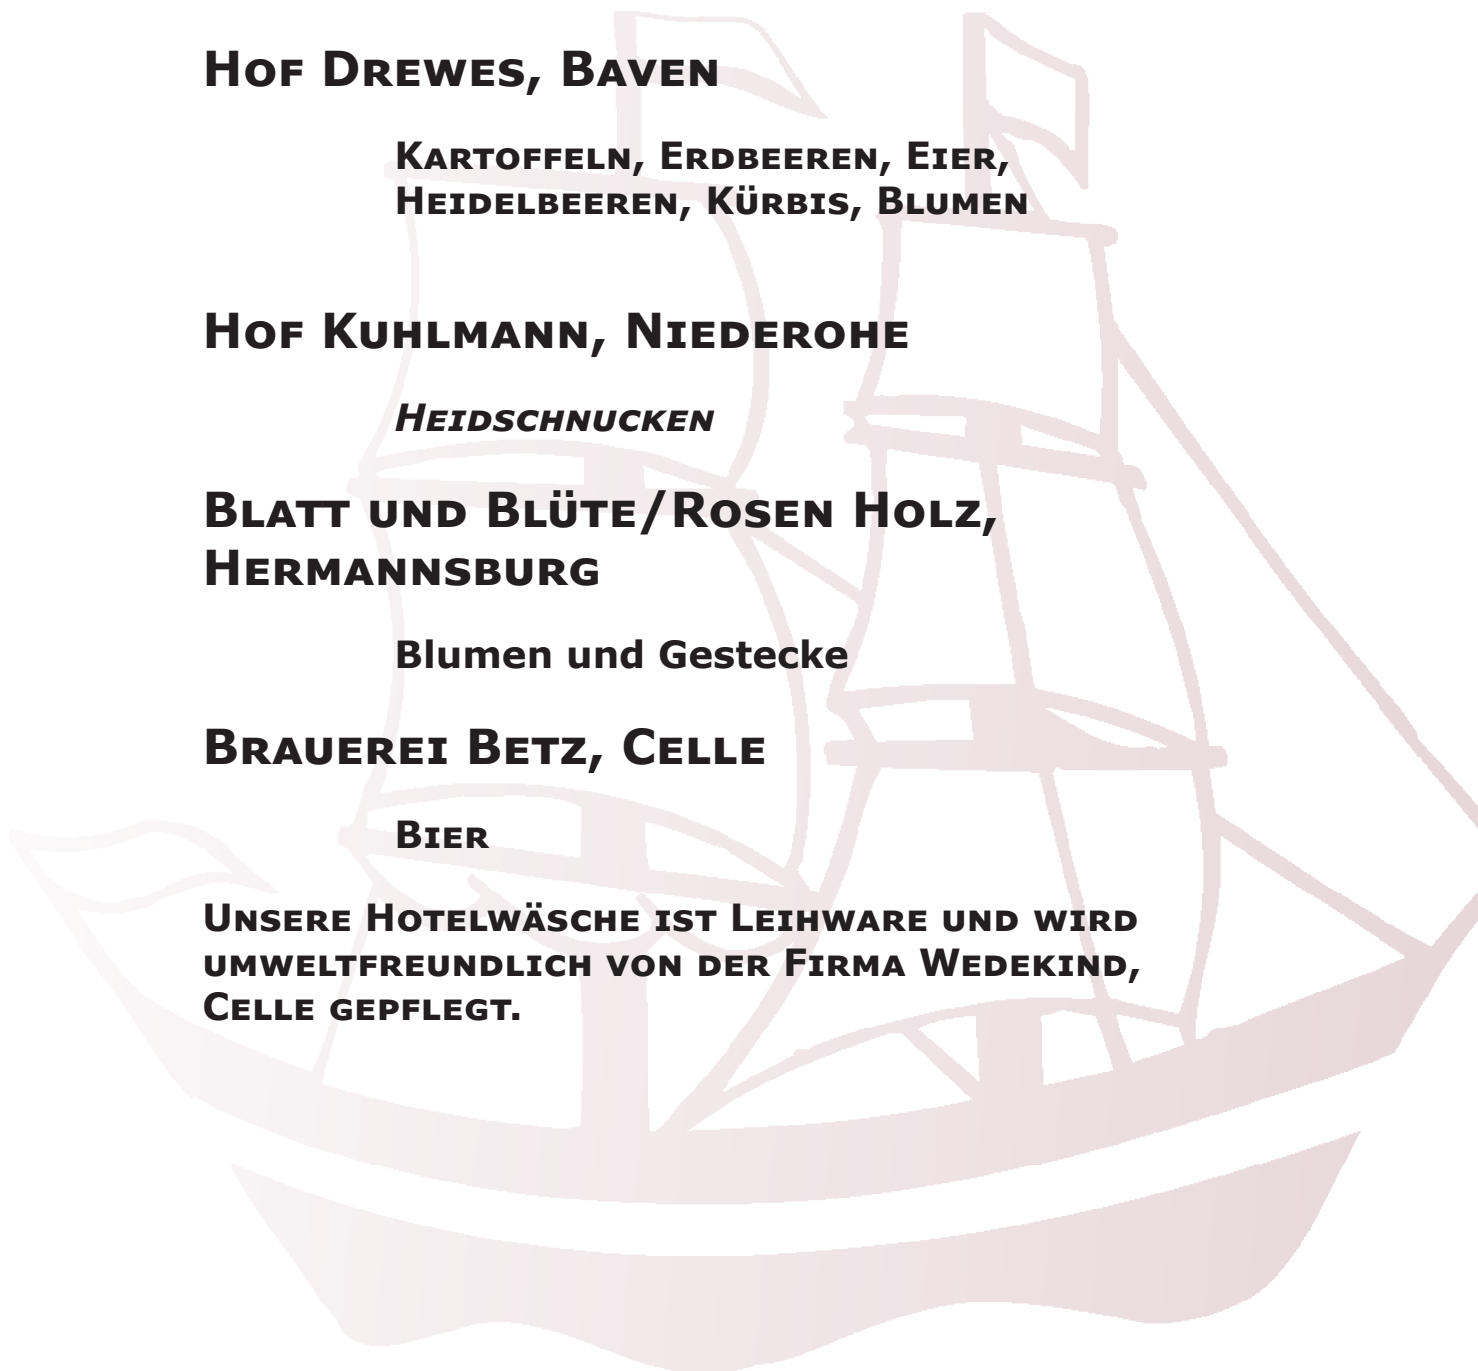 Hof Drewes, Baven
Kartoffeln, Erdbeeren, Eier,
Heidelbeeren, Kürbis, Blumen
Hof Kuhlmann, Niederohe
Heidschnucken
Blatt und Blüte/Rosen Holz,
Hermannsburg
Blumen und Gestecke
Brauerei Betz, Celle
Bier
Unsere Hotelwäsche ist Leihware und wird
umweltfreundlich von der Firma Wedekind,
Celle gepflegt.